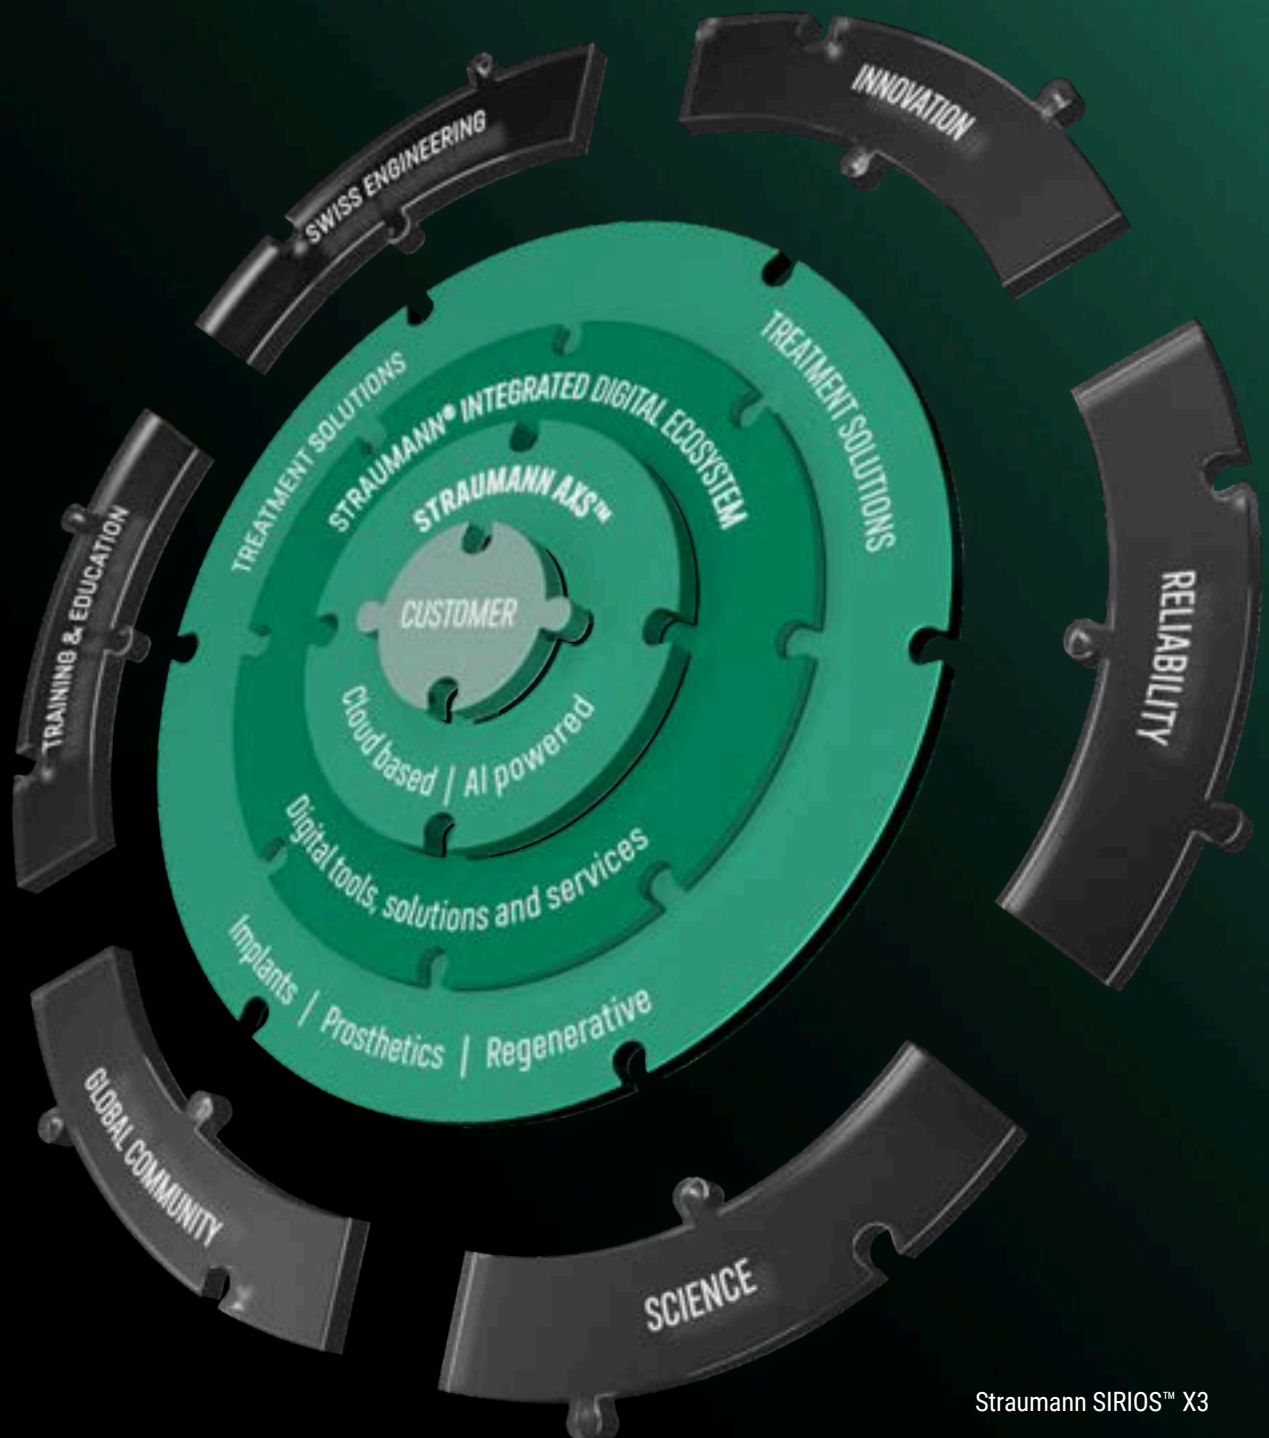 INNOVATION
SWISS ENGINEERING
TREATMENT SOLUTIONS
TREATMENT SOLUTIONS
STRAUMANN® INTEGRATED DIGITAL ECOSYSTEM
STRAUMANN AXS™
CUSTOMER
TRAINING & EDUCATION
RELIABILITY
Cloud based | AI powered
Digital tools, solutions and services
Implants | Prosthetics | Regenerative
GLOBAL COMMUNITY
SCIENCE
Straumann SIRIOS™ X3